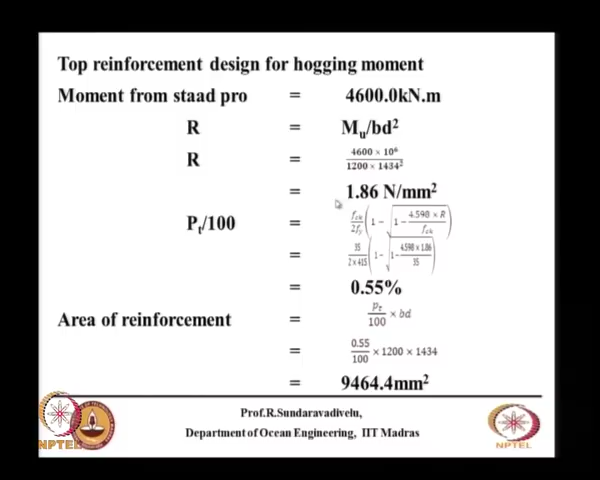 Top reinforcement design for hogging moment
Moment from staad pro = 4600.0kN.m
R = Mu/bd²
R = 4600 × 10⁶ / 1200 × 1434²
= 1.86 N/mm²
Pt/100 = fck/2fy (1 − √(1 − 4.598 × R / fck))
= 35/2×415 (1 − √(1 − 4.598 × 1.86 / 35))
= 0.55%
Area of reinforcement = Pt/100 × bd
= 0.55/100 × 1200 × 1434
= 9464.4mm²
Prof.R.Sundaravadivelu,
Department of Ocean Engineering, IIT Madras
NPTEL
NPTEL